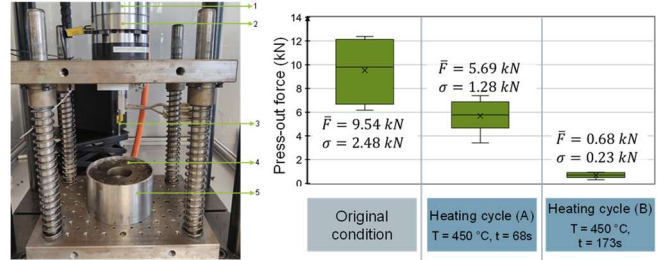 1
2
3
4
5
Press-out force (kN)
14
12
10
8
6
4
2
0
F̄ = 9.54 kN
σ = 2.48 kN
F̄ = 5.69 kN
σ = 1.28 kN
F̄ = 0.68 kN
σ = 0.23 kN
Original
condition
Heating cycle (A)
T = 450 °C, t = 68s
Heating cycle (B)
T = 450 °C,
t = 173s